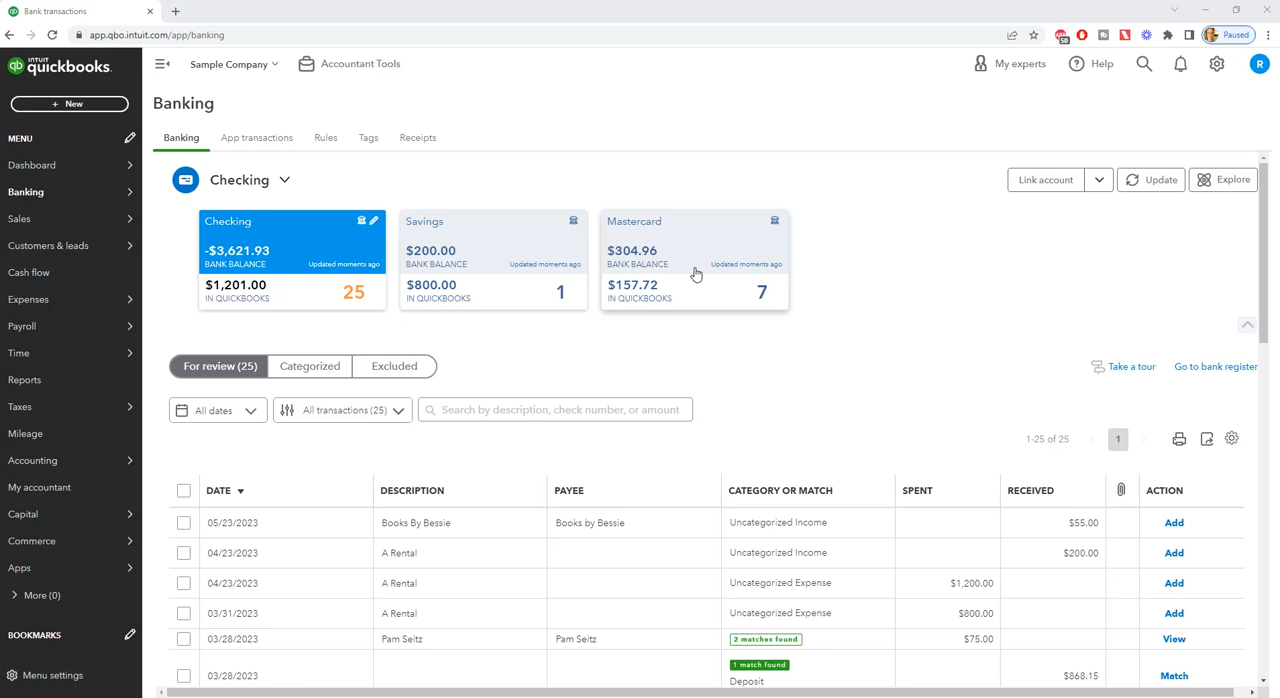 Bank transactions
app.qbo.intuit.com/app/banking
58
Paused
INTUIT
quickbooks.
Sample Company
Accountant Tools
My experts
Help
R
+ New
Banking
MENU
Banking
App transactions
Rules
Tags
Receipts
Dashboard
Banking
Sales
Customers & leads
Cash flow
Expenses
Payroll
Time
Reports
Taxes
Mileage
Accounting
My accountant
Capital
Commerce
Apps
More (0)
BOOKMARKS
Menu settings
Checking
Link account
Update
Explore
Checking
-$3,621.93
BANK BALANCE
Updated moments ago
$1,201.00
IN QUICKBOOKS
25
Savings
$200.00
BANK BALANCE
Updated moments ago
$800.00
IN QUICKBOOKS
1
Mastercard
$304.96
BANK BALANCE
Updated moments ago
$157.72
IN QUICKBOOKS
7
For review (25)
Categorized
Excluded
Take a tour
Go to bank register
All dates
All transactions (25)
Search by description, check number, or amount
1-25 of 25
1
DATE DESCRIPTION PAYEE CATEGORY OR MATCH SPENT RECEIVED ACTION
05/23/2023 Books By Bessie Books by Bessie Uncategorized Income $55.00 Add
04/23/2023 A Rental Uncategorized Income $200.00 Add
04/23/2023 A Rental Uncategorized Expense $1,200.00 Add
03/31/2023 A Rental Uncategorized Expense $800.00 Add
03/28/2023 Pam Seitz Pam Seitz 2 matches found $75.00 View
1 match found
03/28/2023 $868.15 Match
Deposit